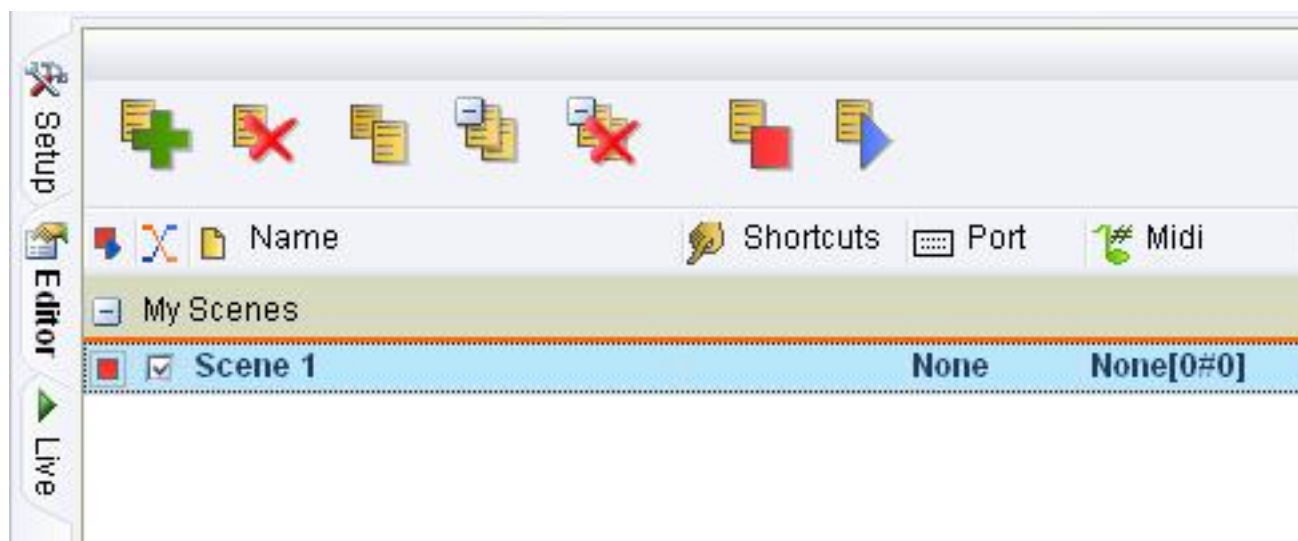 Setup
Editor
Live
Name Shortcuts Port Midi
My Scenes
Scene 1 None None[0#0]